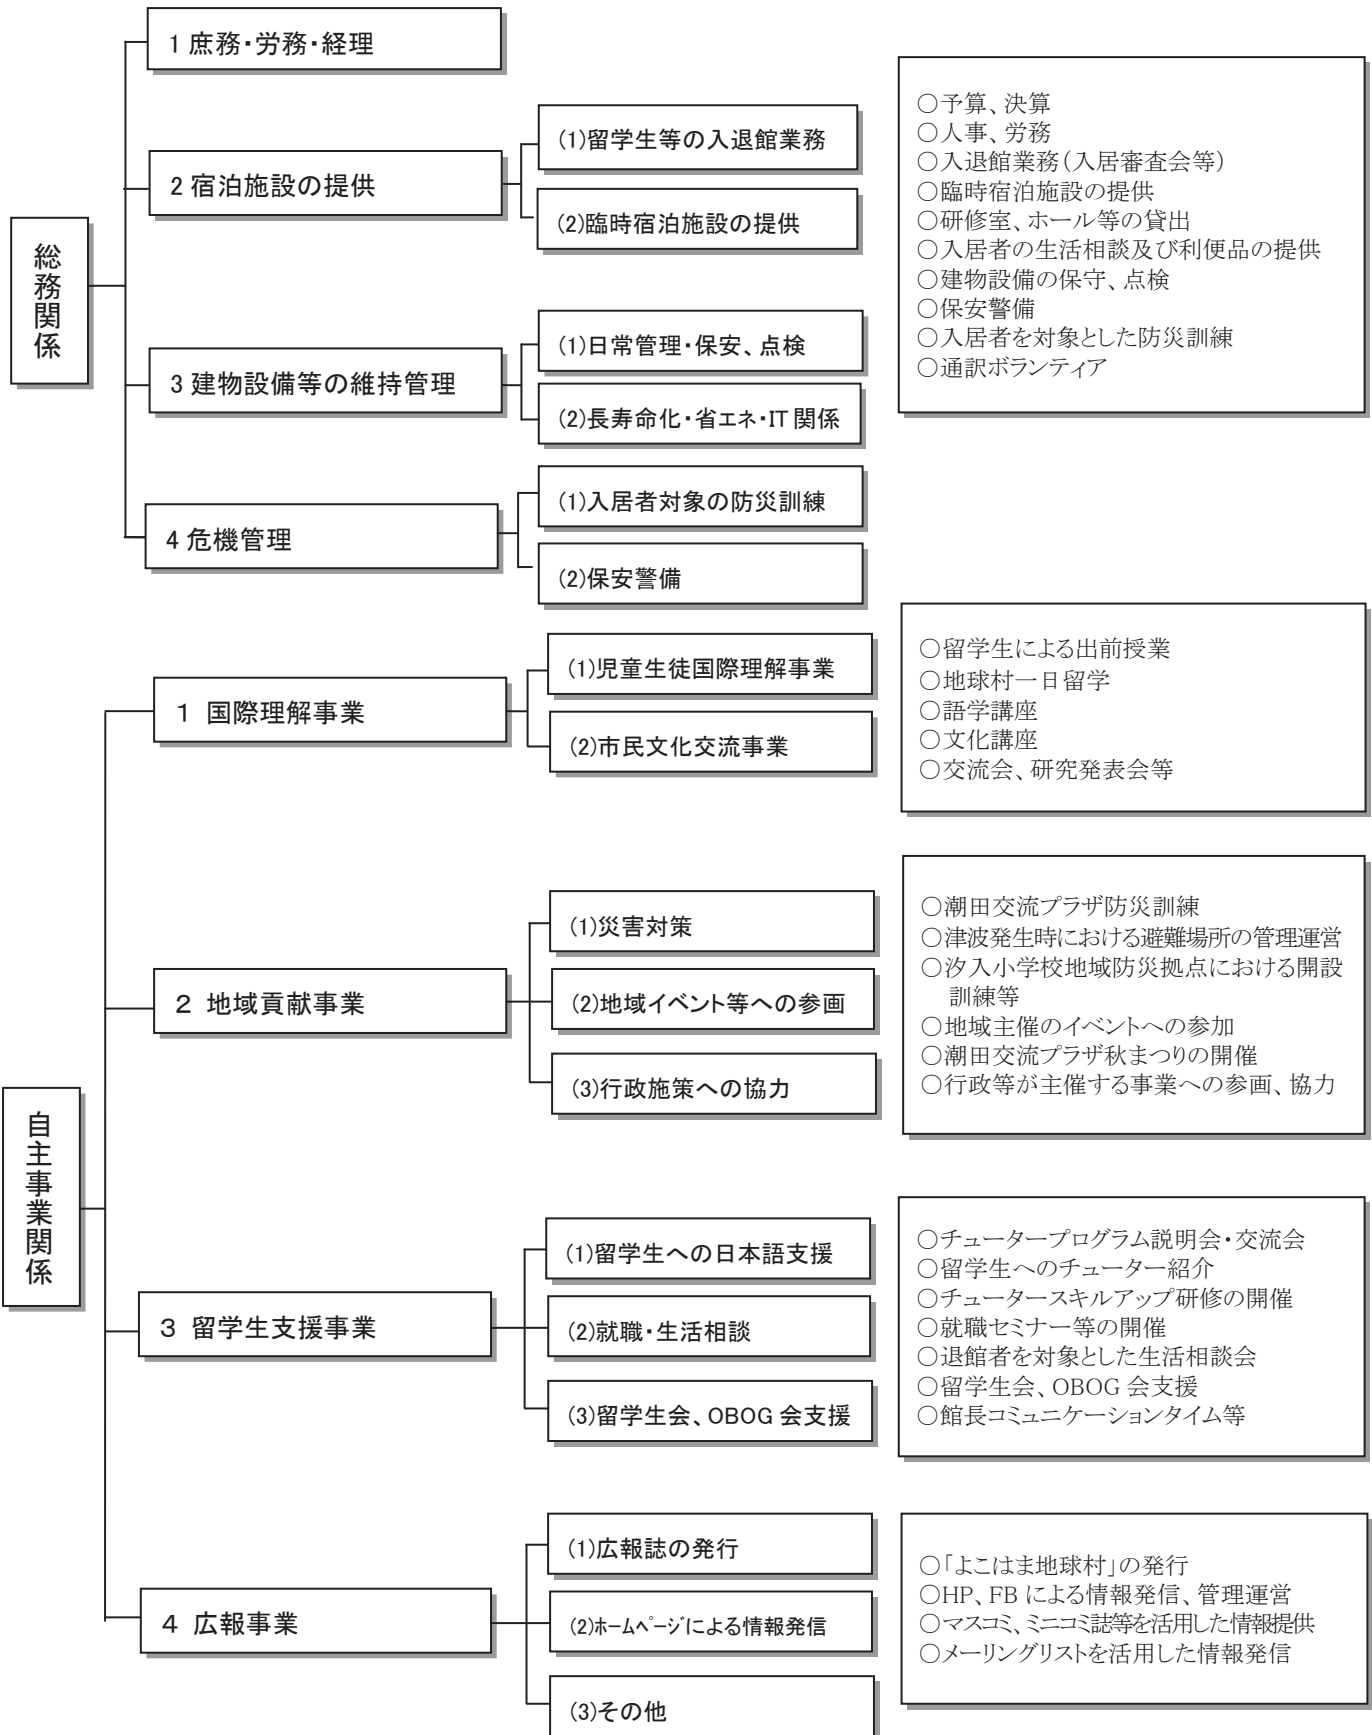 総務関係
1 庶務・労務・経理
2 宿泊施設の提供
(1)留学生等の入退館業務
(2)臨時宿泊施設の提供
3 建物設備等の維持管理
(1)日常管理・保安、点検
(2)長寿命化・省エネ・IT 関係
4 危機管理
(1)入居者対象の防災訓練
(2)保安警備
○予算、決算
○人事、労務
○入退館業務(入居審査会等)
○臨時宿泊施設の提供
○研修室、ホール等の貸出
○入居者の生活相談及び利便品の提供
○建物設備の保守、点検
○保安警備
○入居者を対象とした防災訓練
○通訳ボランティア
自主事業関係
1 国際理解事業
(1)児童生徒国際理解事業
(2)市民文化交流事業
○留学生による出前授業
○地球村一日留学
○語学講座
○文化講座
○交流会、研究発表会等
2 地域貢献事業
(1)災害対策
(2)地域イベント等への参画
(3)行政施策への協力
○潮田交流プラザ防災訓練
○津波発生時における避難場所の管理運営
○汐入小学校地域防災拠点における開設
訓練等
○地域主催のイベントへの参加
○潮田交流プラザ秋まつりの開催
○行政等が主催する事業への参画、協力
3 留学生支援事業
(1)留学生への日本語支援
(2)就職・生活相談
(3)留学生会、OBOG 会支援
○チュータープログラム説明会・交流会
○留学生へのチューター紹介
○チュータースキルアップ研修の開催
○就職セミナー等の開催
○退館者を対象とした生活相談会
○留学生会、OBOG 会支援
○館長コミュニケーションタイム等
4 広報事業
(1)広報誌の発行
(2)ホームページによる情報発信
(3)その他
○「よこはま地球村」の発行
○HP、FB による情報発信、管理運営
○マスコミ、ミニコミ誌等を活用した情報提供
○メーリングリストを活用した情報発信